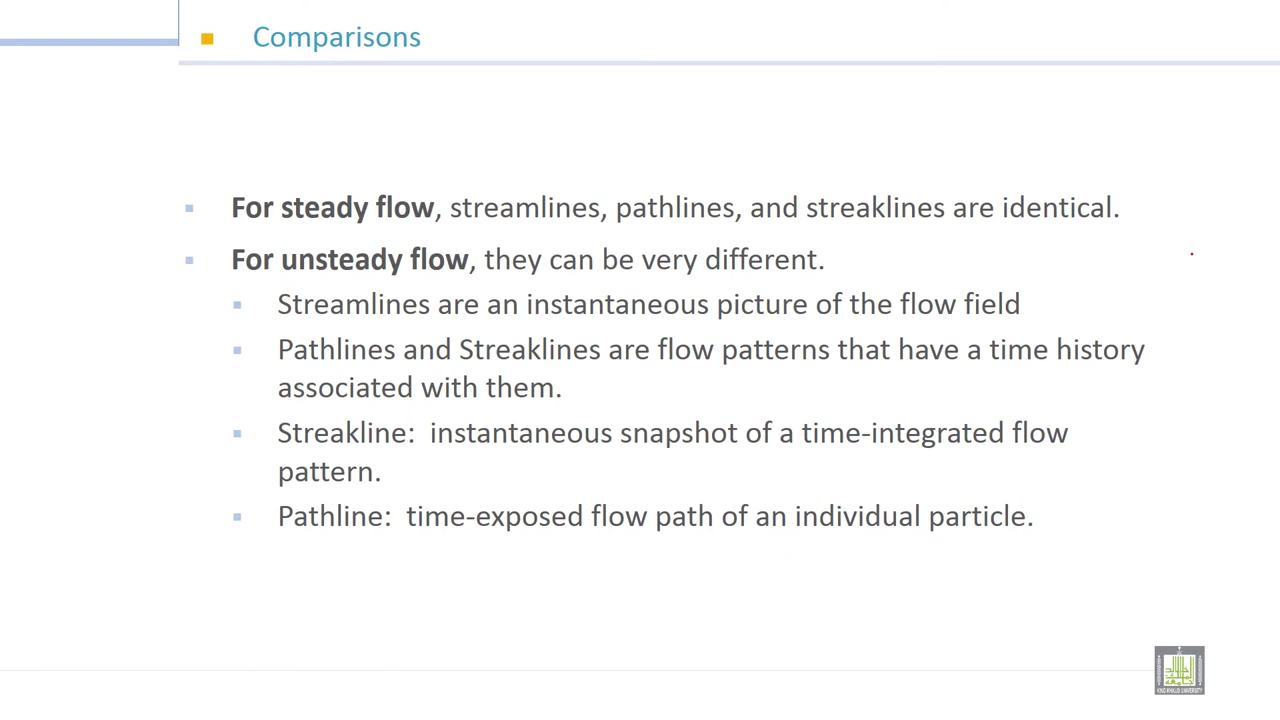 Comparisons
For steady flow, streamlines, pathlines, and streaklines are identical.
For unsteady flow, they can be very different.
Streamlines are an instantaneous picture of the flow field
Pathlines and Streaklines are flow patterns that have a time history
associated with them.
Streakline:  instantaneous snapshot of a time-integrated flow
pattern.
Pathline:  time-exposed flow path of an individual particle.
KING KHALID UNIVERSITY